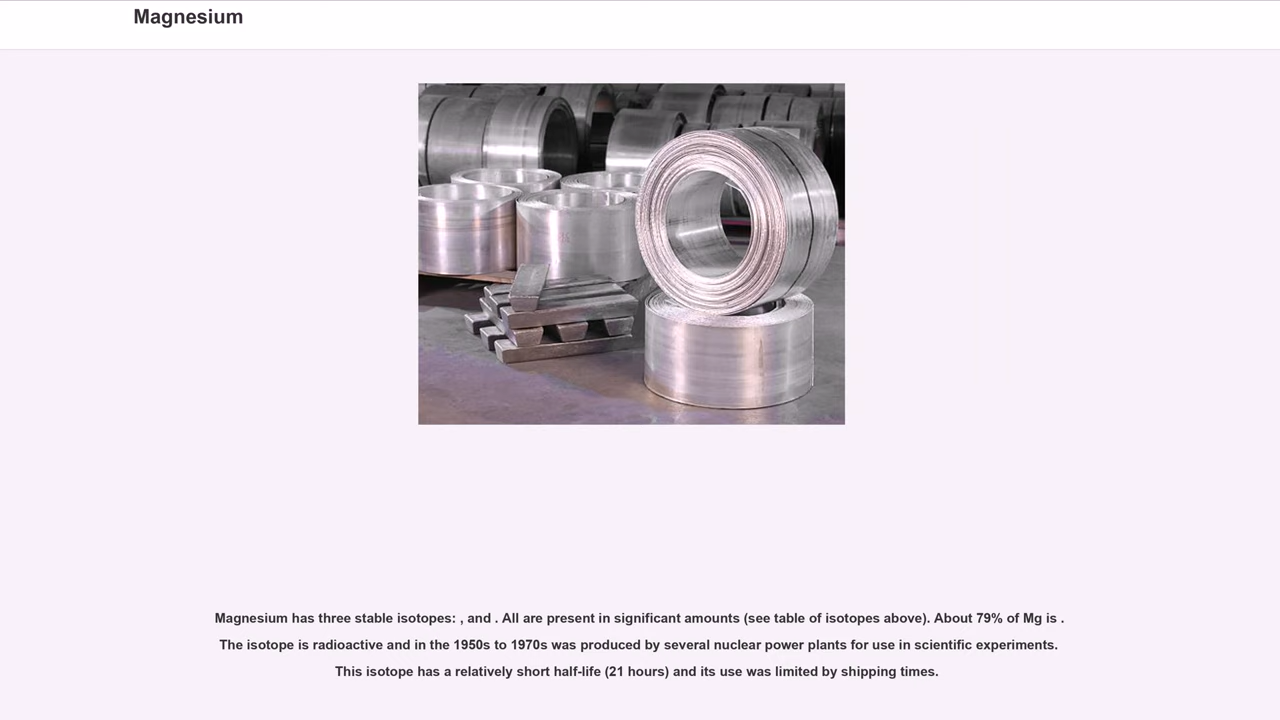 Magnesium
Magnesium has three stable isotopes: , and . All are present in significant amounts (see table of isotopes above). About 79% of Mg is .
The isotope is radioactive and in the 1950s to 1970s was produced by several nuclear power plants for use in scientific experiments.
This isotope has a relatively short half-life (21 hours) and its use was limited by shipping times.